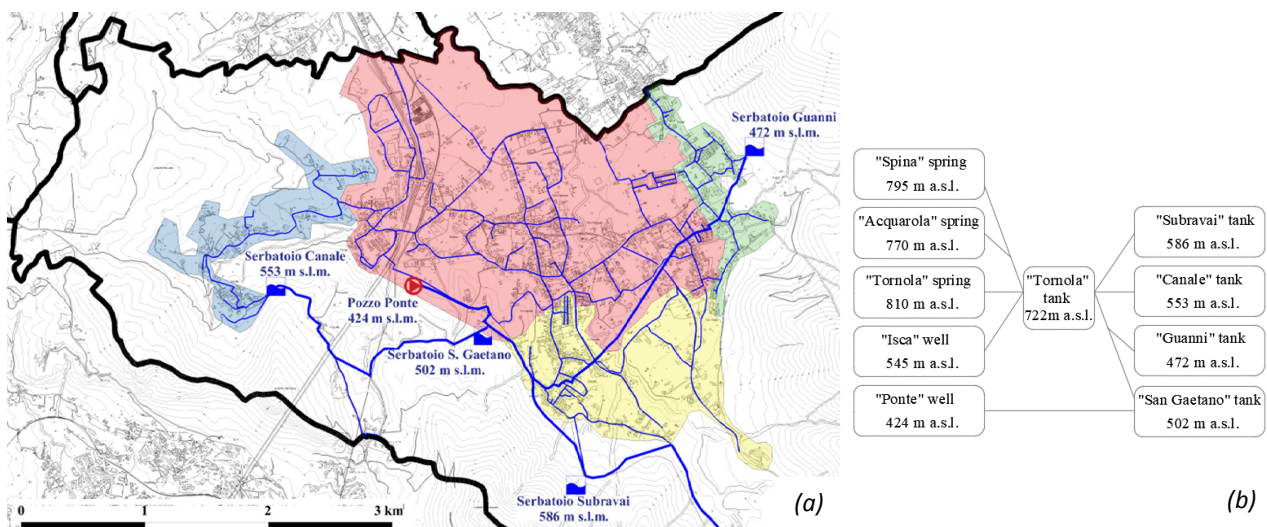 Serbatoio Guanni
472 m s.l.m.
Serbatoio Canale
553 m s.l.m.
Pozzo Ponte
424 m s.l.m.
Serbatoio S. Gaetano
502 m s.l.m.
Serbatoio Subravai
586 m s.l.m.
0 1 2 3 km
(a)
"Spina" spring
795 m a.s.l.
"Acquarola" spring
770 m a.s.l.
"Tornola" spring
810 m a.s.l.
"Isca" well
545 m a.s.l.
"Ponte" well
424 m a.s.l.
"Tornola"
tank
722m a.s.l.
"Subravai" tank
586 m a.s.l.
"Canale" tank
553 m a.s.l.
"Guanni" tank
472 m a.s.l.
"San Gaetano" tank
502 m a.s.l.
(b)